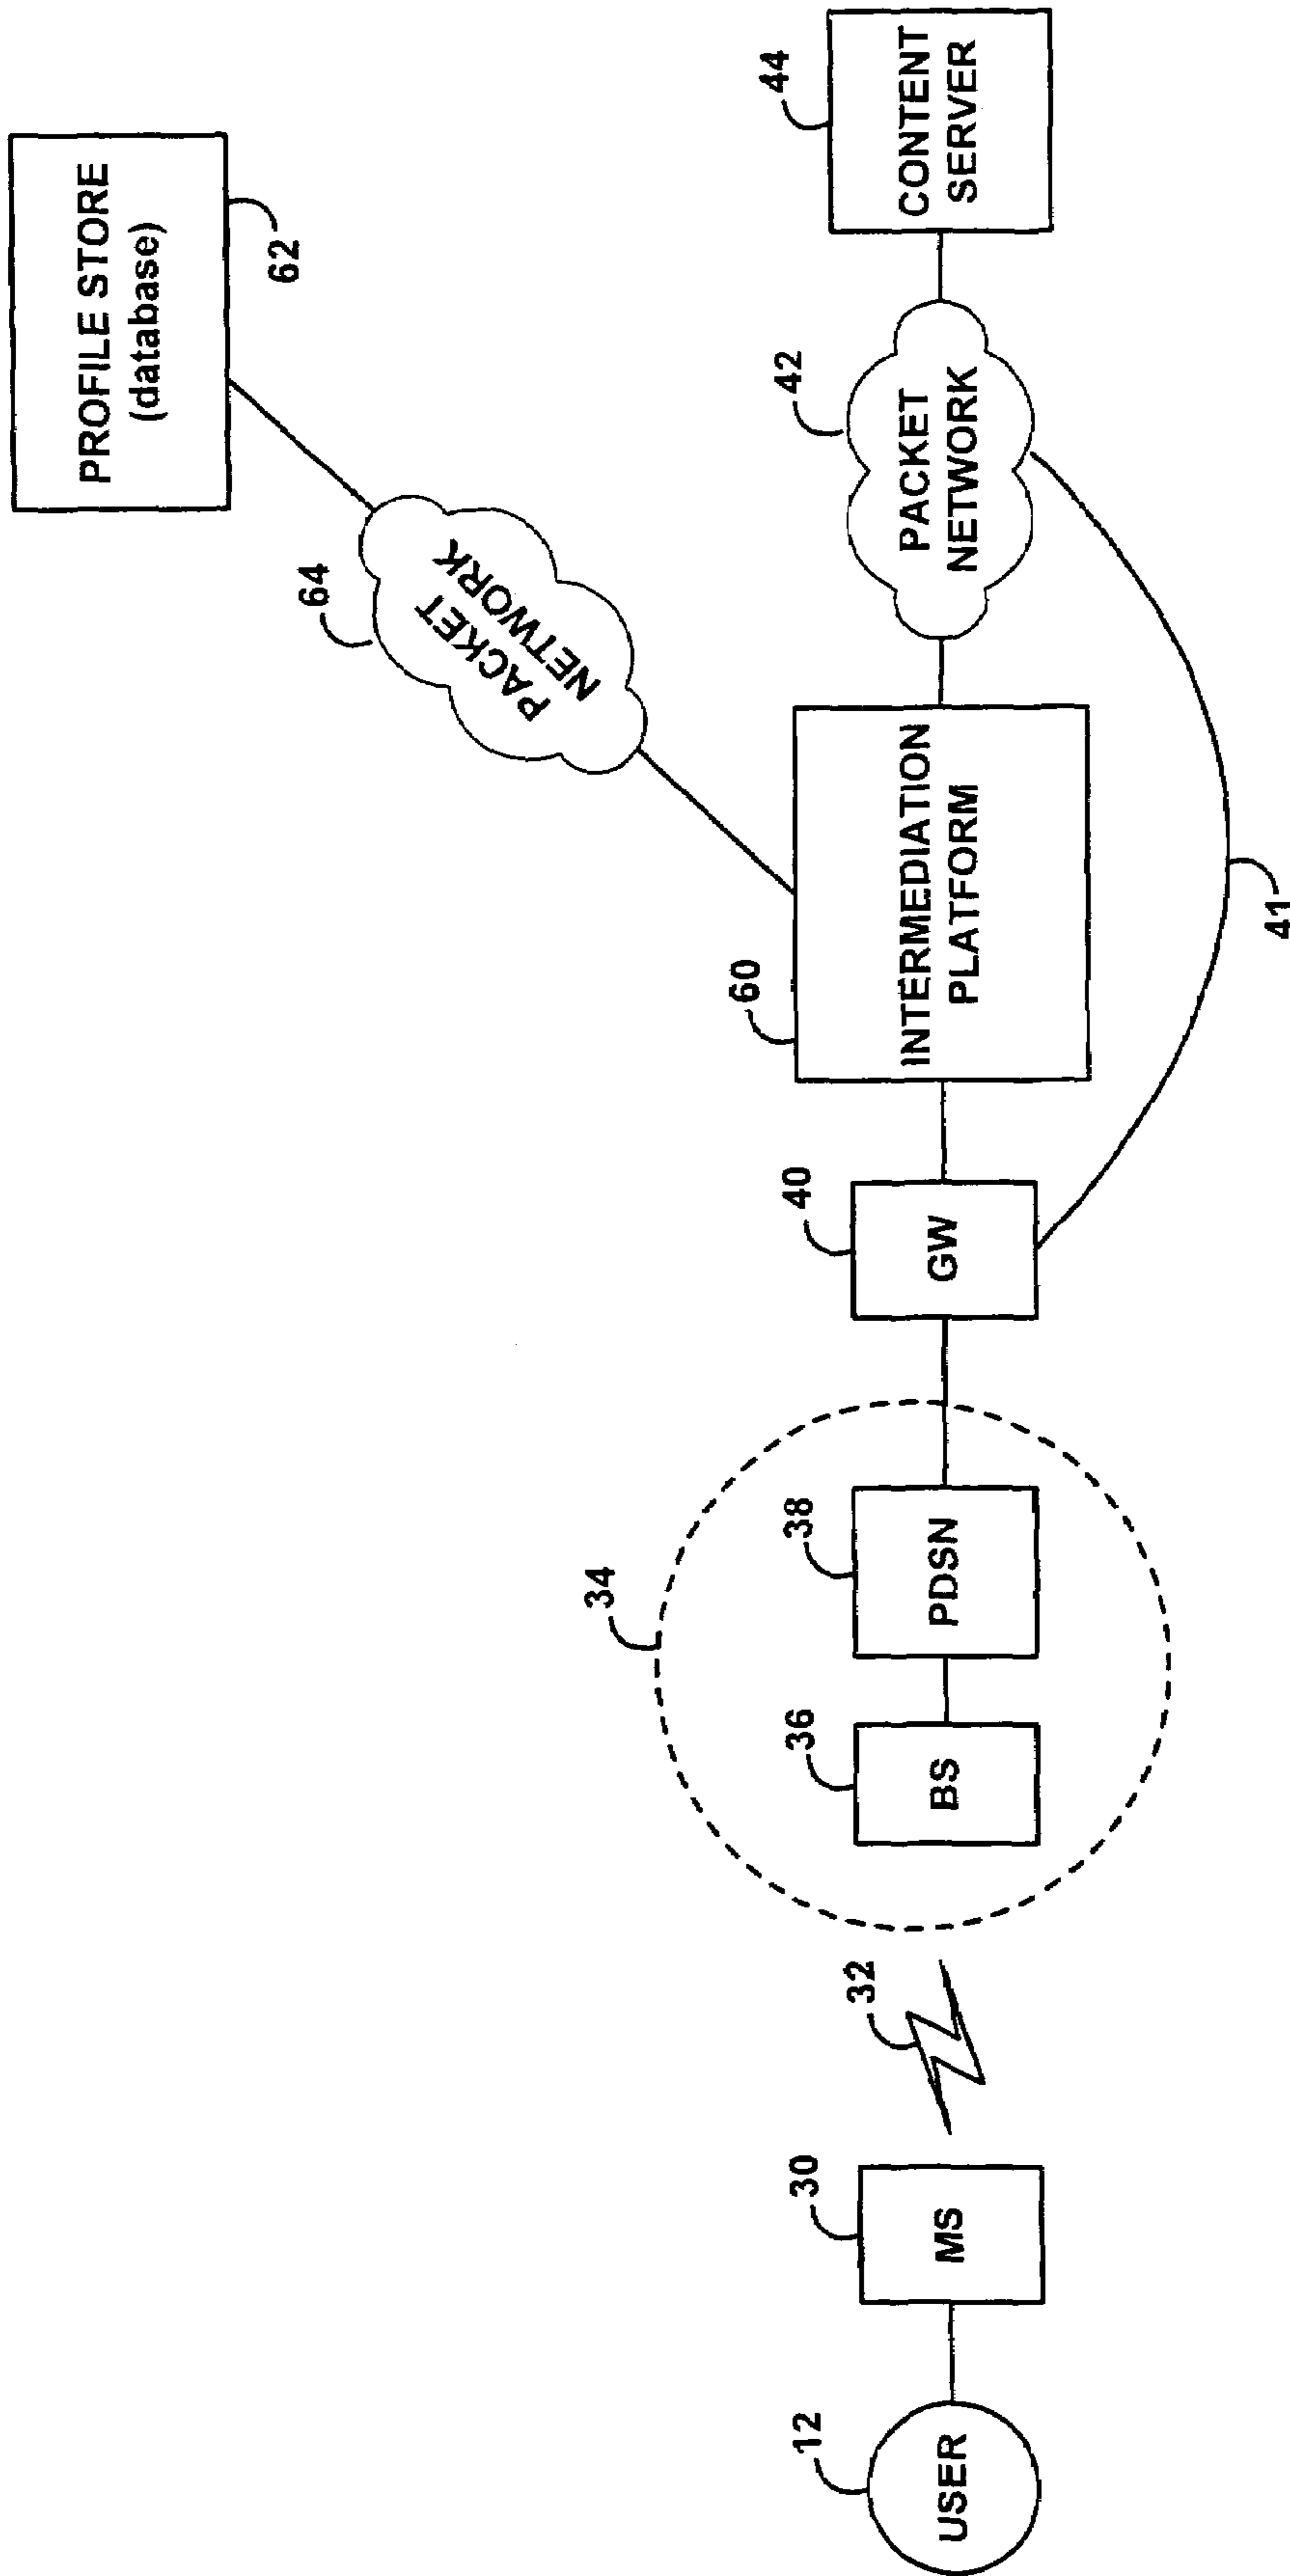 PROFILE STORE
(database)
62
64
PACKET
NETWORK
12
USER
30
MS
32
34
36
BS
38
PDSN
40
GW
60
INTERMEDIATION
PLATFORM
42
PACKET
NETWORK
44
CONTENT
SERVER
41